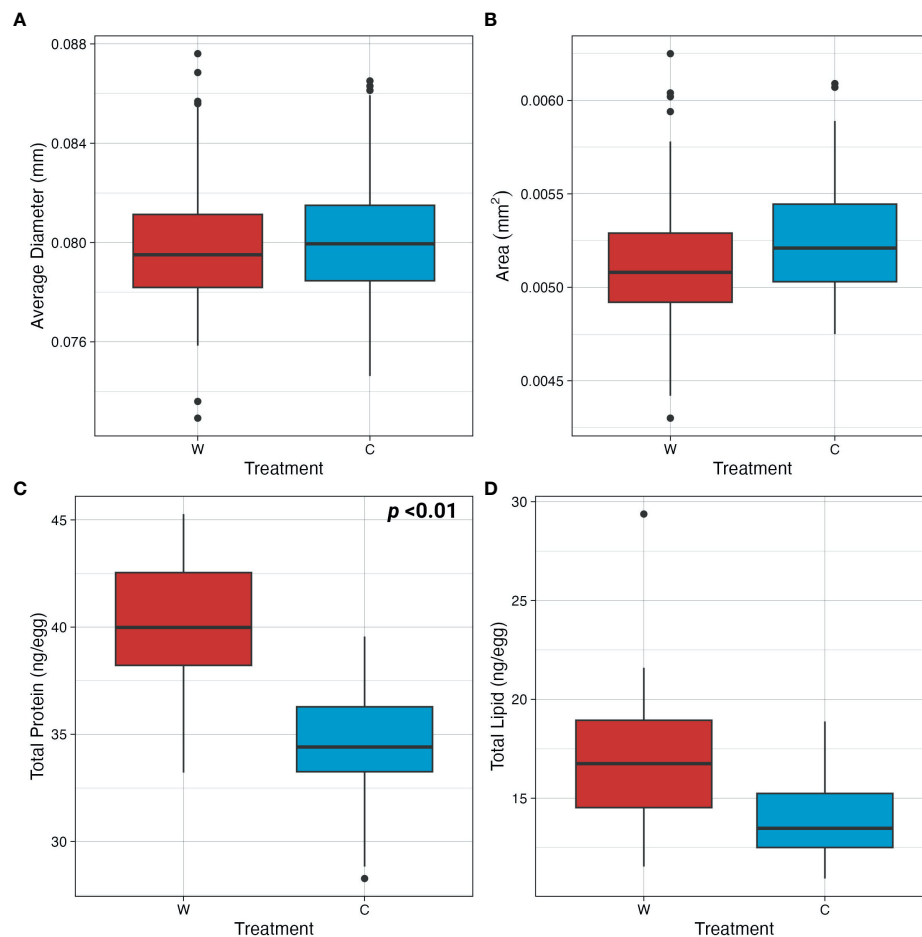 A
0.088
0.084
0.080
0.076
Average Diameter (mm)
W
C
Treatment
B
0.0060
0.0055
0.0050
0.0045
Area (mm²)
W
C
Treatment
C
p <0.01
45
40
35
30
Total Protein (ng/egg)
W
C
Treatment
D
30
25
20
15
Total Lipid (ng/egg)
W
C
Treatment